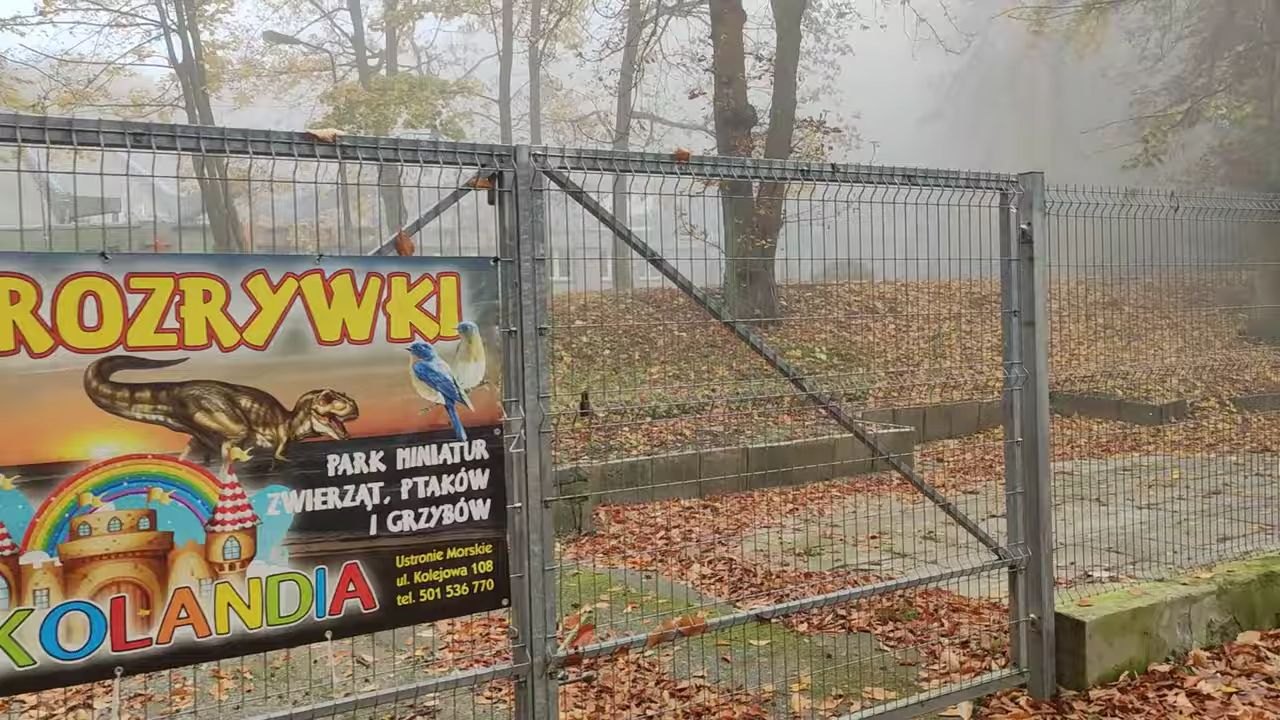 ROZRYWKI
PARK MINIATUR
ZWIERZĄT, PTAKÓW
I GRZYBÓW
Ustronie Morskie
ul. Kolejowa 108
tel. 501 536 770
KOLANDIA